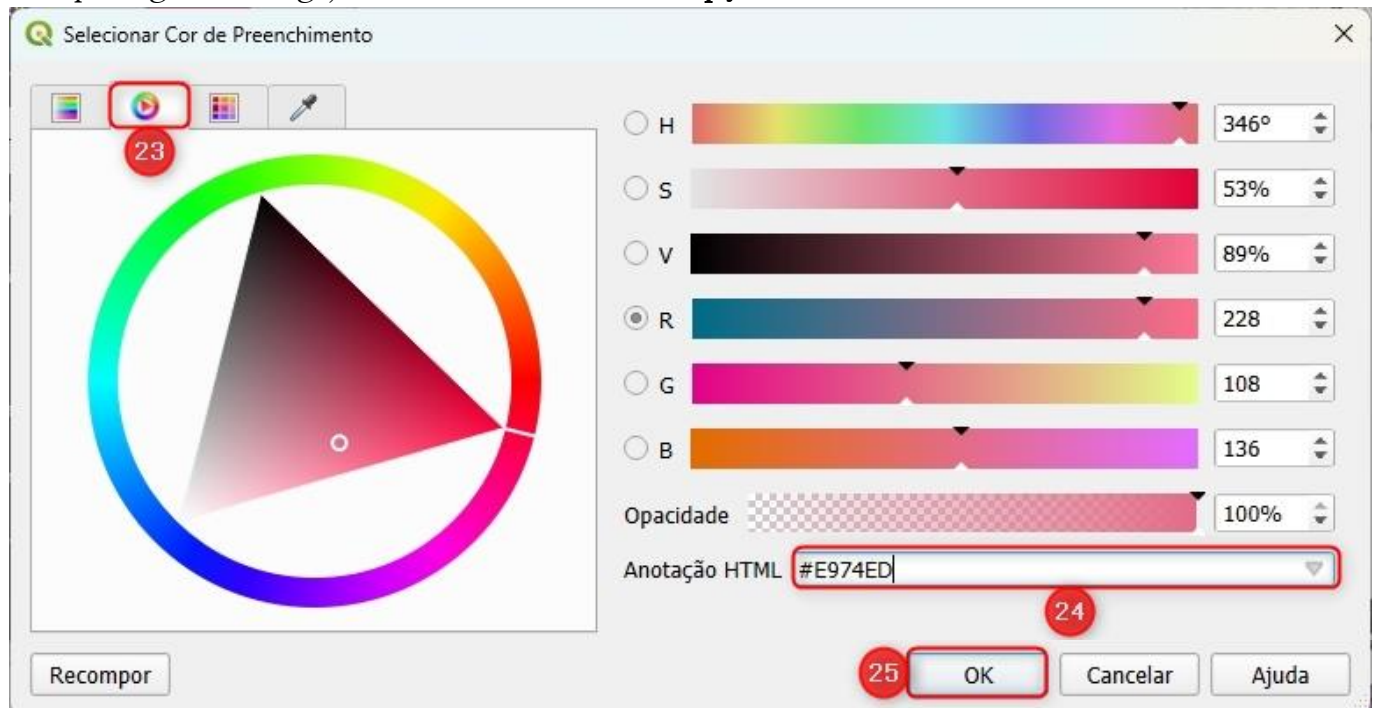 Selecionar Cor de Preenchimento
23
H 346°
S 53%
V 89%
R 228
G 108
B 136
Opacidade 100%
Anotação HTML #E974ED
24
Recompor 25 OK Cancelar Ajuda